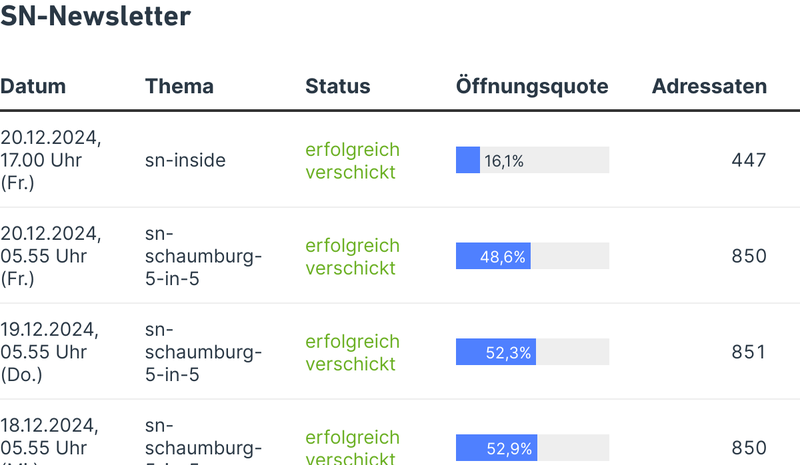 SN-Newsletter
Datum Thema Status Öffnungsquote Adressaten
20.12.2024,
17.00 Uhr
(Fr.)
sn-inside
erfolgreich
verschickt
16,1%
447
20.12.2024,
05.55 Uhr
(Fr.)
sn-
schaumburg-
5-in-5
erfolgreich
verschickt
48,6%
850
19.12.2024,
05.55 Uhr
(Do.)
sn-
schaumburg-
5-in-5
erfolgreich
verschickt
52,3%
851
18.12.2024,
05.55 Uhr
sn-
schaumburg-
erfolgreich
verschickt
52,9%
850